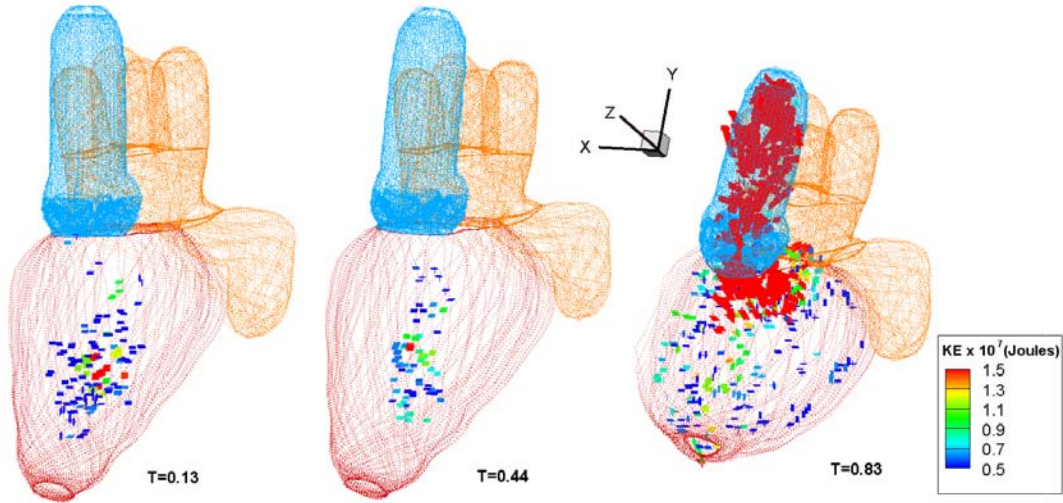 Y
Z
X
T=0.13
T=0.44
T=0.83
KE x 10⁷(Joules)
1.5
1.3
1.1
0.9
0.7
0.5